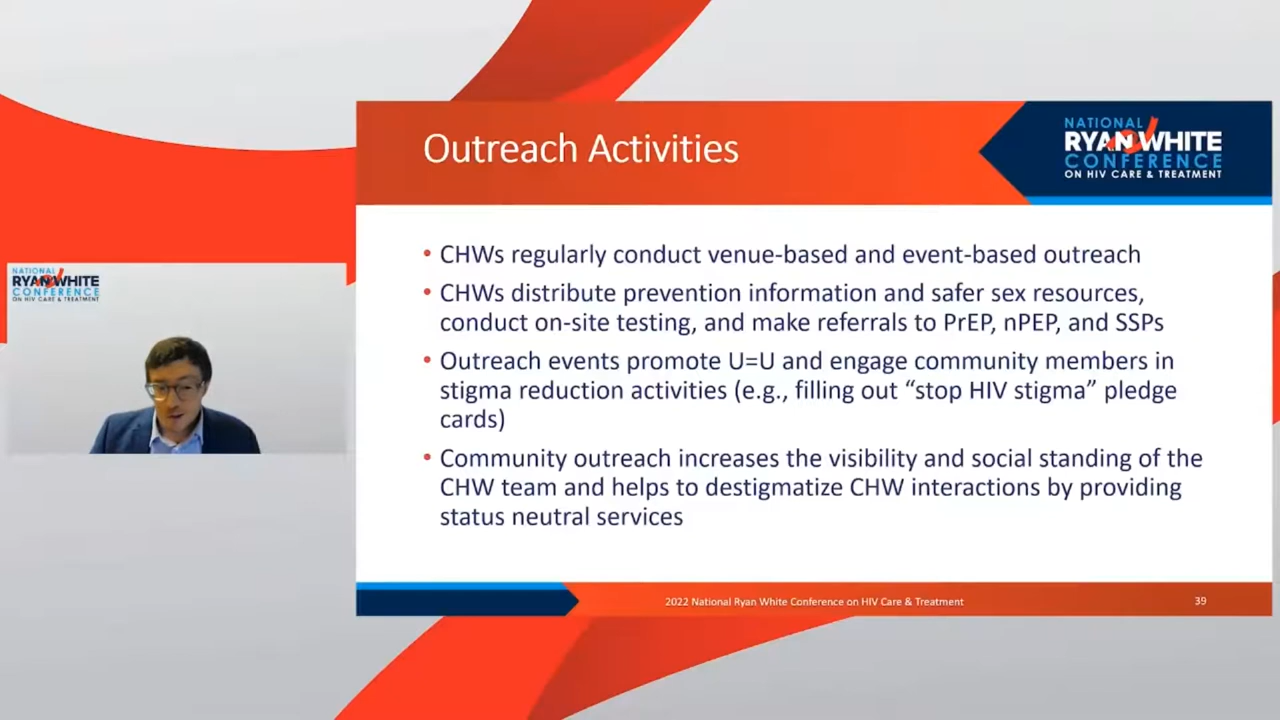 Outreach Activities
NATIONAL
RYAN WHITE
CONFERENCE
ON HIV CARE & TREATMENT
• CHWs regularly conduct venue-based and event-based outreach
• CHWs distribute prevention information and safer sex resources,
conduct on-site testing, and make referrals to PrEP, nPEP, and SSPs
• Outreach events promote U=U and engage community members in
stigma reduction activities (e.g., filling out “stop HIV stigma” pledge
cards)
• Community outreach increases the visibility and social standing of the
CHW team and helps to destigmatize CHW interactions by providing
status neutral services
2022 National Ryan White Conference on HIV Care & Treatment
39
NATIONAL
RYAN WHITE
CONFERENCE
ON HIV CARE & TREATMENT